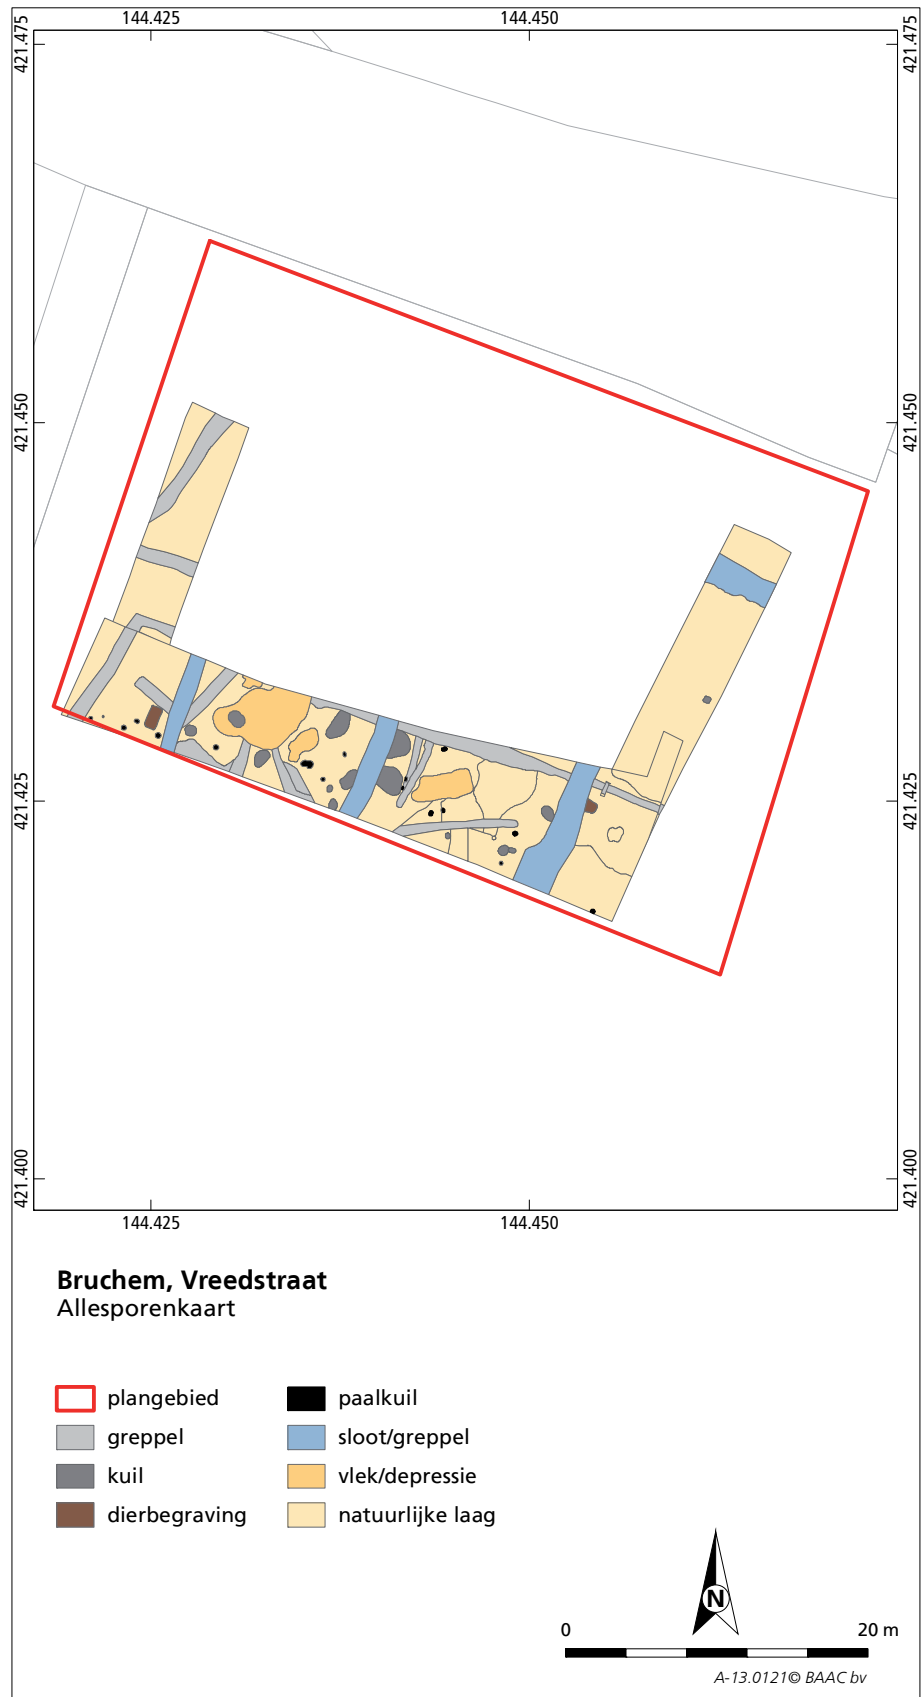 144.425
144.450
421.475
421.475
421.450
421.450
421.425
421.425
421.400
421.400
144.425
144.450
Bruchem, Vreedstraat
Allesporenkaart
plangebied
greppel
kuil
dierbegraving
paalkuil
sloot/greppel
vlek/depressie
natuurlijke laag
N
0
20 m
A-13.0121© BAAC bv